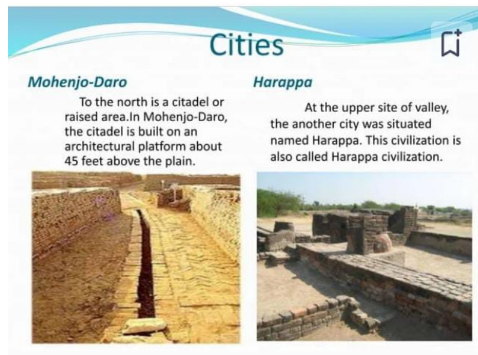 Cities
Mohenjo-Daro
To the north is a citadel or
raised area.In Mohenjo-Daro,
the citadel is built on an
architectural platform about
45 feet above the plain.
Harappa
At the upper site of valley,
the another city was situated
named Harappa. This civilization is
also called Harappa civilization.